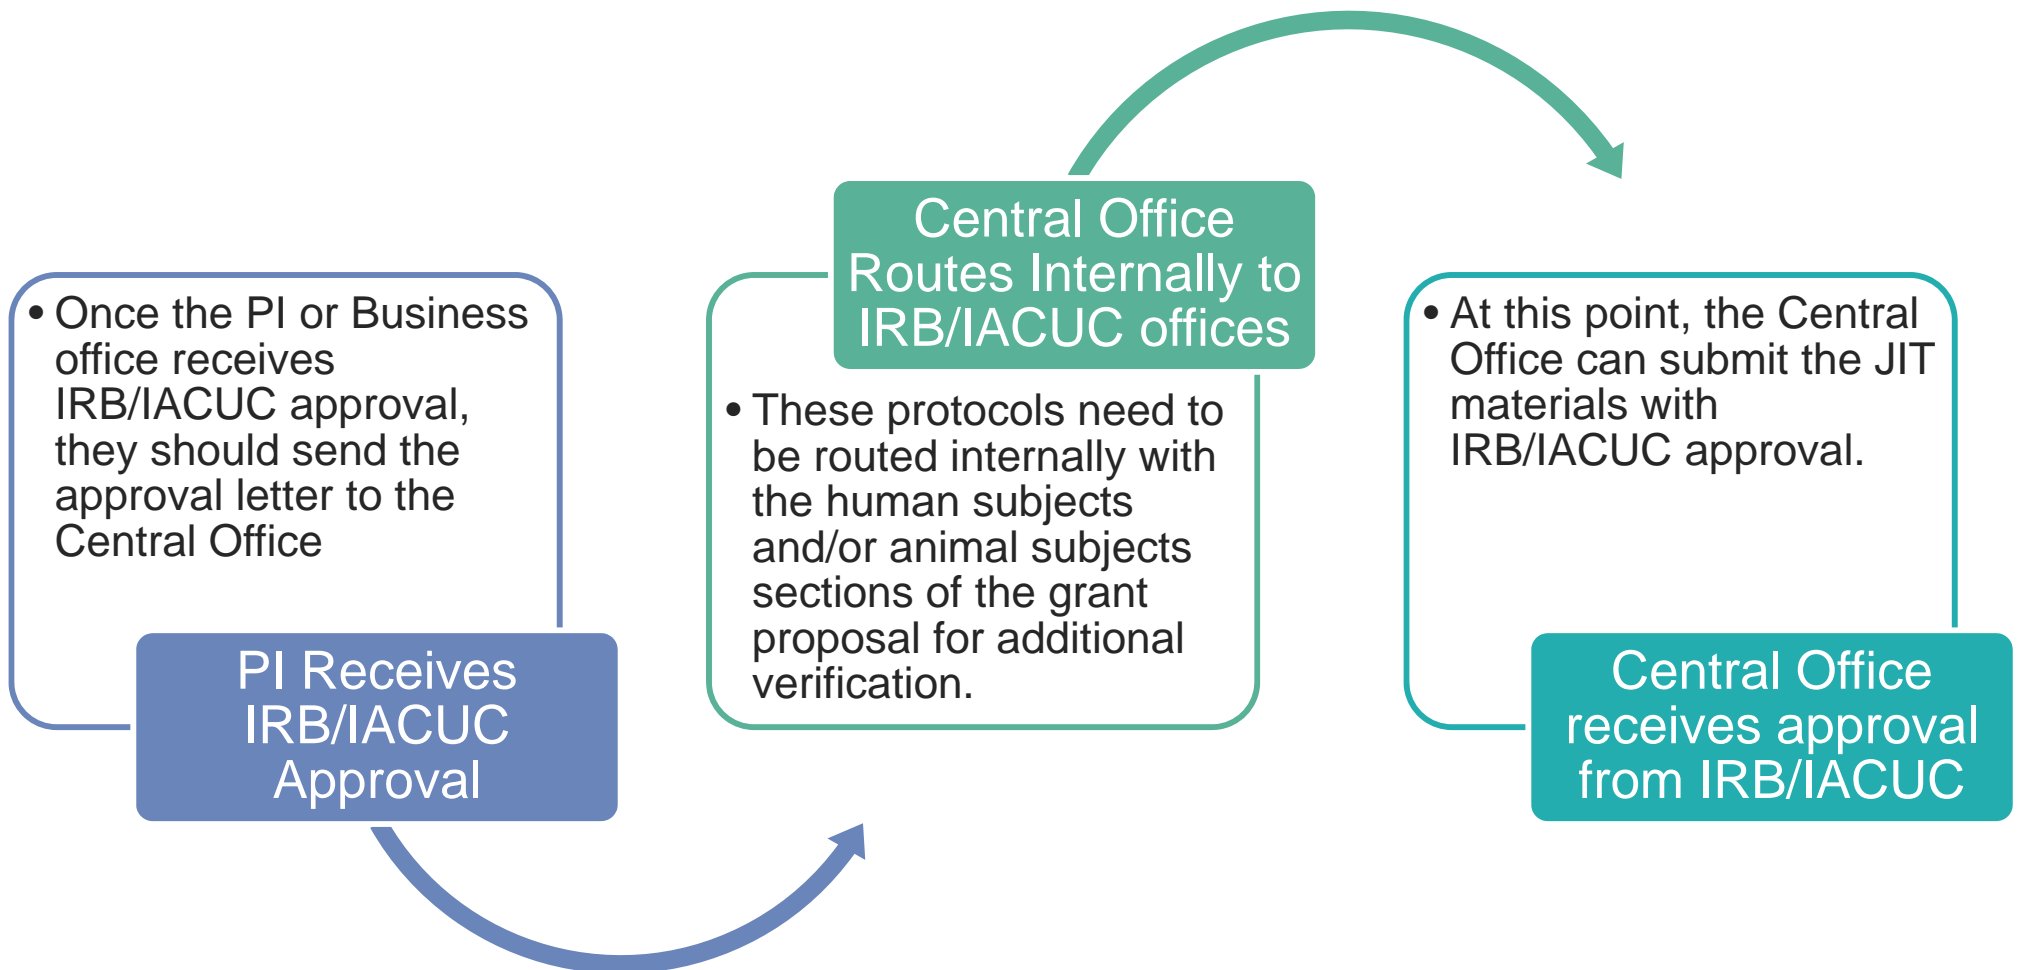 • Once the PI or Business
office receives
IRB/IACUC approval,
they should send the
approval letter to the
Central Office
PI Receives
IRB/IACUC
Approval
Central Office
Routes Internally to
IRB/IACUC offices
• These protocols need to
be routed internally with
the human subjects
and/or animal subjects
sections of the grant
proposal for additional
verification.
• At this point, the Central
Office can submit the JIT
materials with
IRB/IACUC approval.
Central Office
receives approval
from IRB/IACUC